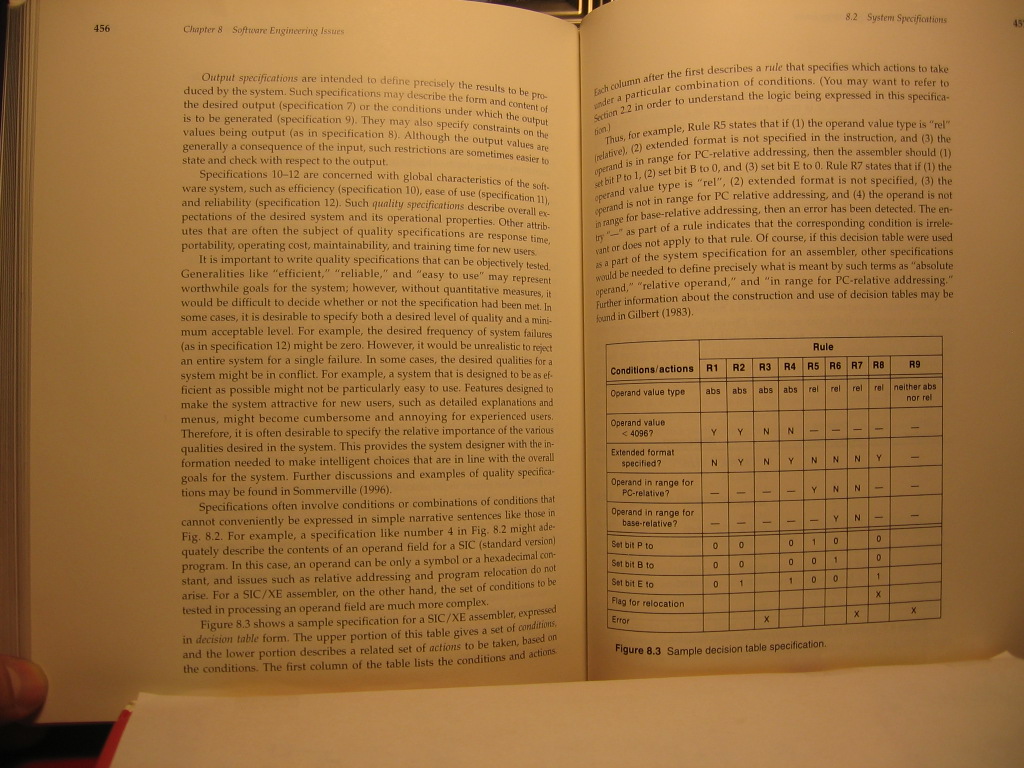 456
Chapter 8 Software Engineering Issues
Output specifications are intended to define precisely the results to be pro-
duced by the system. Such specifications may describe the form and content of
the desired output (specification 7) or the conditions under which the output
is to be generated (specification 9). They may also specify constraints on the
values being output (as in specification 8). Although the output values are
generally a consequence of the input, such restrictions are sometimes easier to
state and check with respect to the output.
Specifications 10–12 are concerned with global characteristics of the soft-
ware system, such as efficiency (specification 10), ease of use (specification 11),
and reliability (specification 12). Such quality specifications describe overall ex-
pectations of the desired system and its operational properties. Other attrib-
utes that are often the subject of quality specifications are response time,
portability, operating cost, maintainability, and training time for new users.
It is important to write quality specifications that can be objectively tested.
Generalities like "efficient," "reliable," and "easy to use" may represent
worthwhile goals for the system; however, without quantitative measures, it
would be difficult to decide whether or not the specification had been met. In
some cases, it is desirable to specify both a desired level of quality and a mini-
mum acceptable level. For example, the desired frequency of system failures
(as in specification 12) might be zero. However, it would be unrealistic to reject
an entire system for a single failure. In some cases, the desired qualities for a
system might be in conflict. For example, a system that is designed to be as ef-
ficient as possible might not be particularly easy to use. Features designed to
make the system attractive for new users, such as detailed explanations and
menus, might become cumbersome and annoying for experienced users.
Therefore, it is often desirable to specify the relative importance of the various
qualities desired in the system. This provides the system designer with the in-
formation needed to make intelligent choices that are in line with the overall
goals for the system. Further discussions and examples of quality specifica-
tions may be found in Sommerville (1996).
Specifications often involve conditions or combinations of conditions that
cannot conveniently be expressed in simple narrative sentences like those in
Fig. 8.2. For example, a specification like number 4 in Fig. 8.2 might ade-
quately describe the contents of an operand field for a SIC (standard version)
program. In this case, an operand can be only a symbol or a hexadecimal con-
stant, and issues such as relative addressing and program relocation do not
arise. For a SIC/XE assembler, on the other hand, the set of conditions to be
tested in processing an operand field are much more complex.
Figure 8.3 shows a sample specification for a SIC/XE assembler, expressed
in decision table form. The upper portion of this table gives a set of conditions,
and the lower portion describes a related set of actions to be taken, based on
the conditions. The first column of the table lists the conditions and actions.
8.2 System Specifications
45
Each column after the first describes a rule that specifies which actions to take
under a particular combination of conditions. (You may want to refer to
Section 2.2 in order to understand the logic being expressed in this specifica-
tion.)
Thus, for example, Rule R5 states that if (1) the operand value type is "rel"
(relative), (2) extended format is not specified in the instruction, and (3) the
operand is in range for PC-relative addressing, then the assembler should (1)
set bit P to 1, (2) set bit B to 0, and (3) set bit E to 0. Rule R7 states that if (1) the
operand value type is "rel", (2) extended format is not specified, (3) the
operand is not in range for PC relative addressing, and (4) the operand is not
in range for base-relative addressing, then an error has been detected. The en-
try "—" as part of a rule indicates that the corresponding condition is irrele-
vant or does not apply to that rule. Of course, if this decision table were used
as a part of the system specification for an assembler, other specifications
would be needed to define precisely what is meant by such terms as "absolute
operand," "relative operand," and "in range for PC-relative addressing."
Further information about the construction and use of decision tables may be
found in Gilbert (1983).
Rule
Conditions/actions R1 R2 R3 R4 R5 R6 R7 R8 R9
Operand value type abs abs abs abs rel rel rel rel neither abs
nor rel
Operand value
< 4096? Y Y N N — — — — —
Extended format
specified? N Y N Y N N N Y —
Operand in range for
PC-relative? — — — — Y N N — —
Operand in range for
base-relative? — — — — — Y N — —
Set bit P to 0 0 0 1 0 0
Set bit B to 0 0 0 0 1 0
Set bit E to 0 1 1 0 0 1
Flag for relocation X
Error X X X
Figure 8.3 Sample decision table specification.